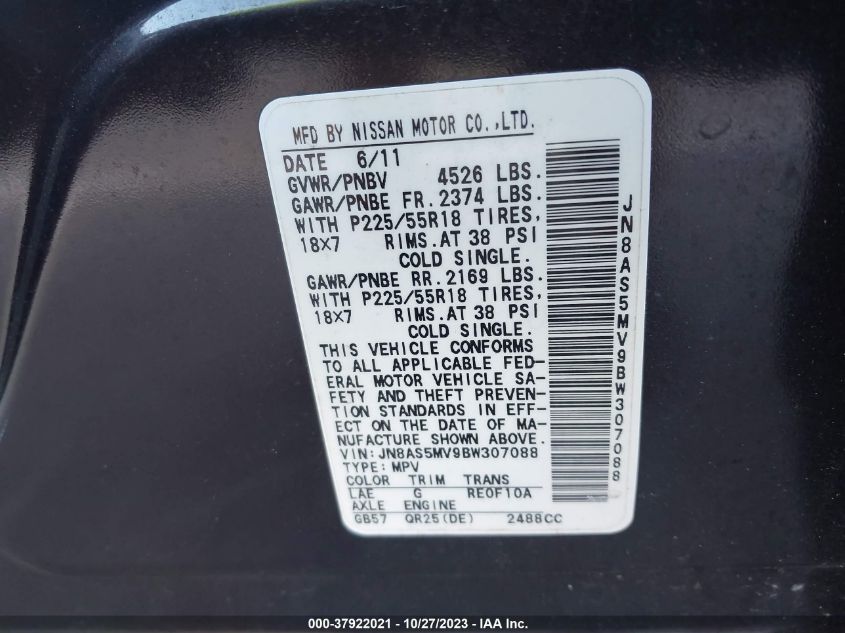 MFD BY NISSAN MOTOR CO.,LTD.
DATE 6/11
GVWR/PNBV 4526 LBS.
GAWR/PNBE FR. 2374 LBS.
WITH P225/55R18 TIRES,
18X7 RIMS.AT 38 PSI
COLD SINGLE.
GAWR/PNBE RR. 2169 LBS.
WITH P225/55R18 TIRES,
18X7 RIMS.AT 38 PSI
COLD SINGLE.
THIS VEHICLE CONFORMS
TO ALL APPLICABLE FED-
ERAL MOTOR VEHICLE SA-
FETY AND THEFT PREVEN-
TION STANDARDS IN EFF-
ECT ON THE DATE OF MA-
NUFACTURE SHOWN ABOVE.
VIN: JN8AS5MV9BW307088
TYPE: MPV
COLOR TRIM TRANS
LAE G RE0F10A
AXLE ENGINE
GB57 QR25(DE) 2488CC
JN8AS5MV9BW307088
000-37922021 - 10/27/2023 - IAA Inc.